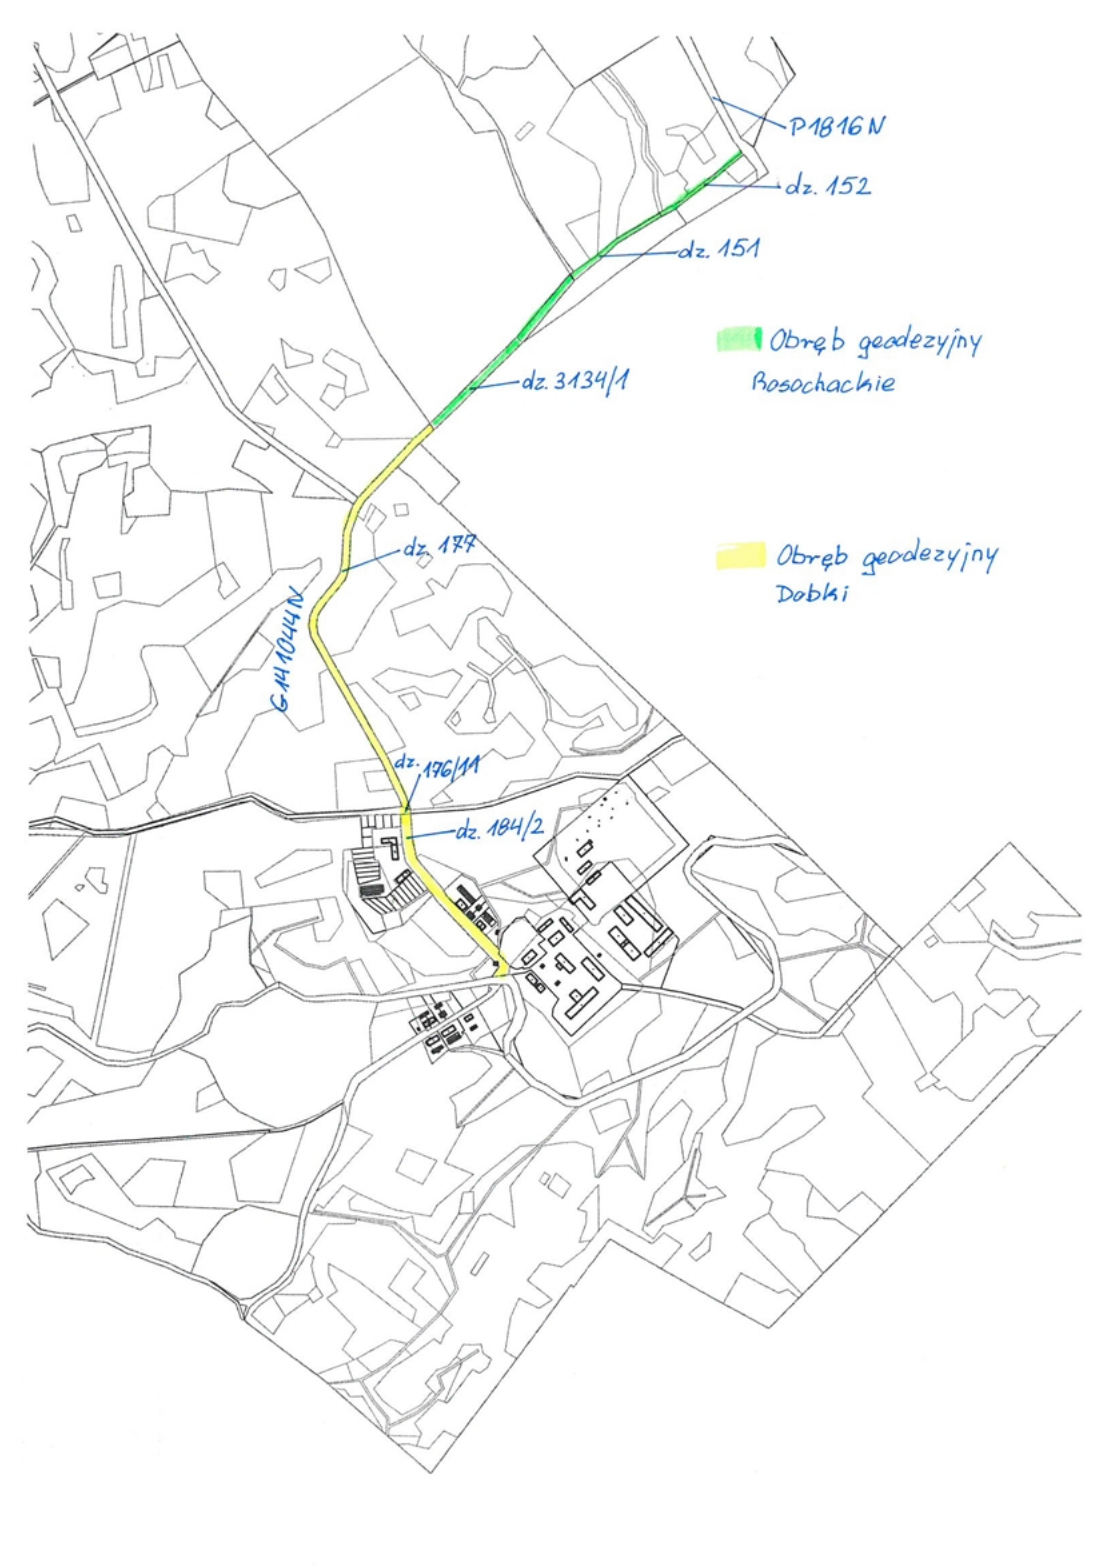 P1816N
dz. 152
dz. 151
Obręb geodezyjny
Rosochackie
dz. 3134/1
dz. 177
Obręb geodezyjny
Dobki
G141044N
dz. 176/11
dz. 184/2